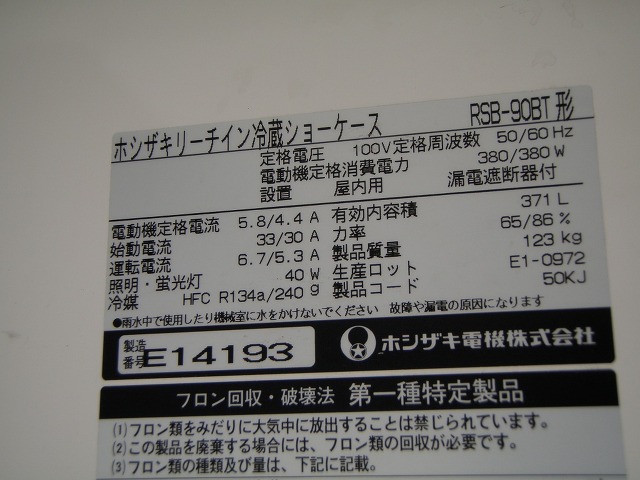 ホシザキリーチイン冷蔵ショーケース RSB-90BT形
定格電圧 100V 定格周波数 50/60 Hz
電動機定格消費電力 380/380 W
設置 屋内用 漏電遮断器付
電動機定格電流 5.8/4.4 A 有効内容積 371 L
始動電流 33/30 A 力率 65/86 %
運転電流 6.7/5.3 A 製品質量 123 kg
照明・蛍光灯 40 W 生産ロット E1-0972
冷媒 HFC R134a/240 g 製品コード 50KJ
●雨水中で使用したり機械室に水をかけないでください 故障や漏電の原因になります
製造番号 E14193 ホシザキ電機株式会社
フロン回収・破壊法 第一種特定製品
(1)フロン類をみだりに大気中に放出することは禁じられています。
(2)この製品を廃棄する場合には、フロン類の回収が必要です。
(3)フロン類の種類及び量は、下記に記載。